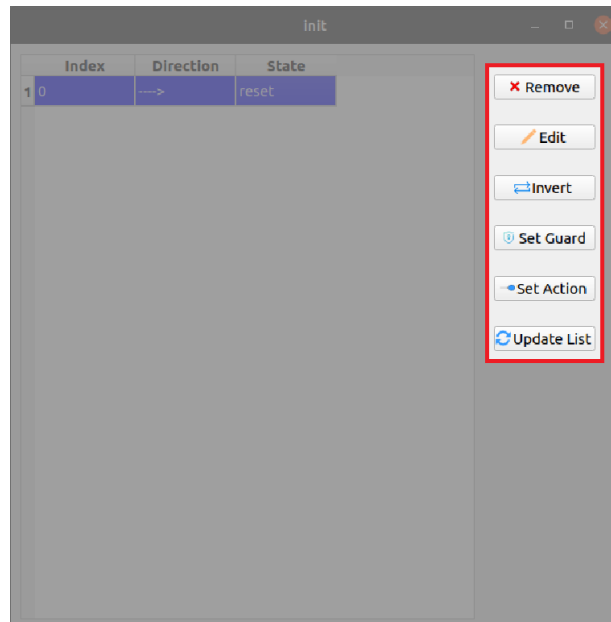 init
Index Direction State
1 0 ----> reset
Remove
Edit
Invert
Set Guard
Set Action
Update List